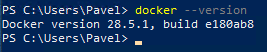 PS C:\Users\Pavel> docker --version
Docker version 28.5.1, build e180ab8
PS C:\Users\Pavel>